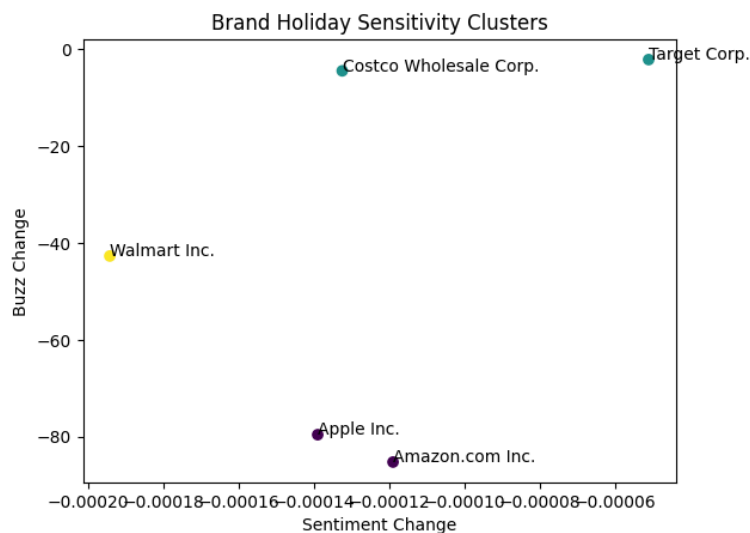 Brand Holiday Sensitivity Clusters
0
Costco Wholesale Corp.
Target Corp.
−20
−40
Walmart Inc.
Buzz Change
−60
−80
Apple Inc.
Amazon.com Inc.
−0.00020 −0.00018 −0.00016 −0.00014 −0.00012 −0.00010 −0.00008 −0.00006
Sentiment Change